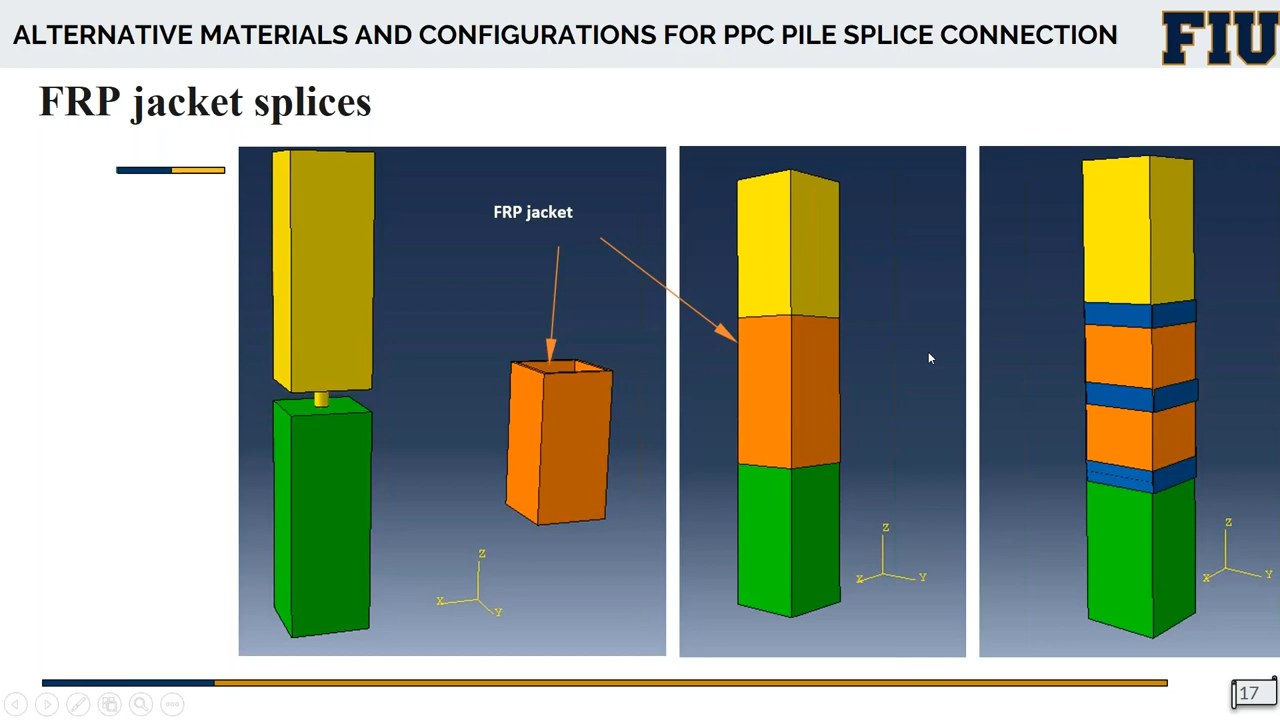 ALTERNATIVE MATERIALS AND CONFIGURATIONS FOR PPC PILE SPLICE CONNECTION
FIU
FRP jacket splices
FRP jacket
Z
X
Y
Z
X
Y
Z
X
Y
17